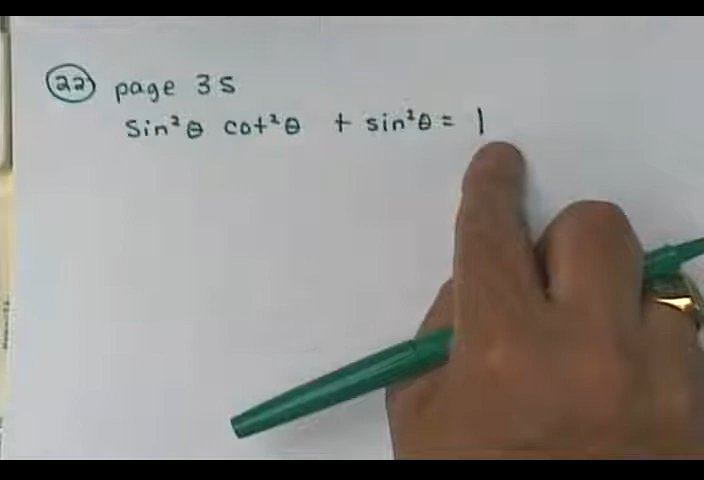 22 page 35
Sin²θ cot²θ + sin²θ = 1